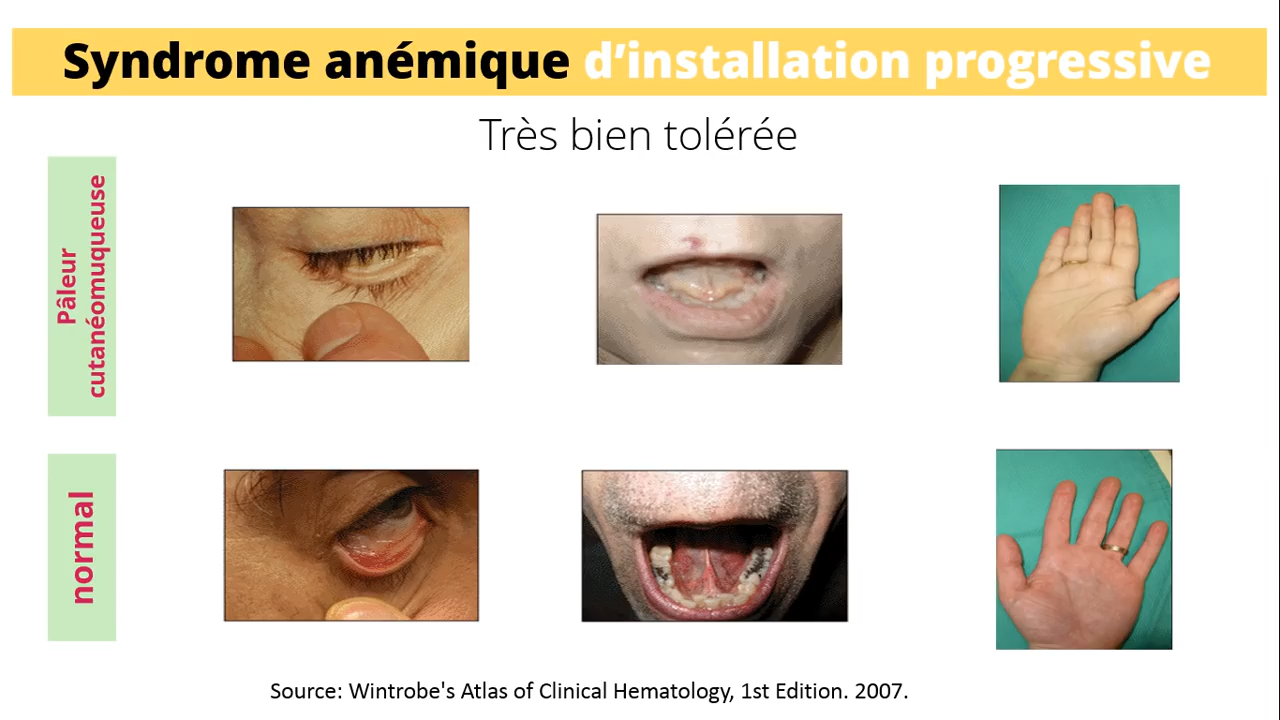 Syndrome anémique d’installation progressive
Très bien tolérée
Pâleur
cutanéomuqueuse
normal
Source: Wintrobe's Atlas of Clinical Hematology, 1st Edition. 2007.